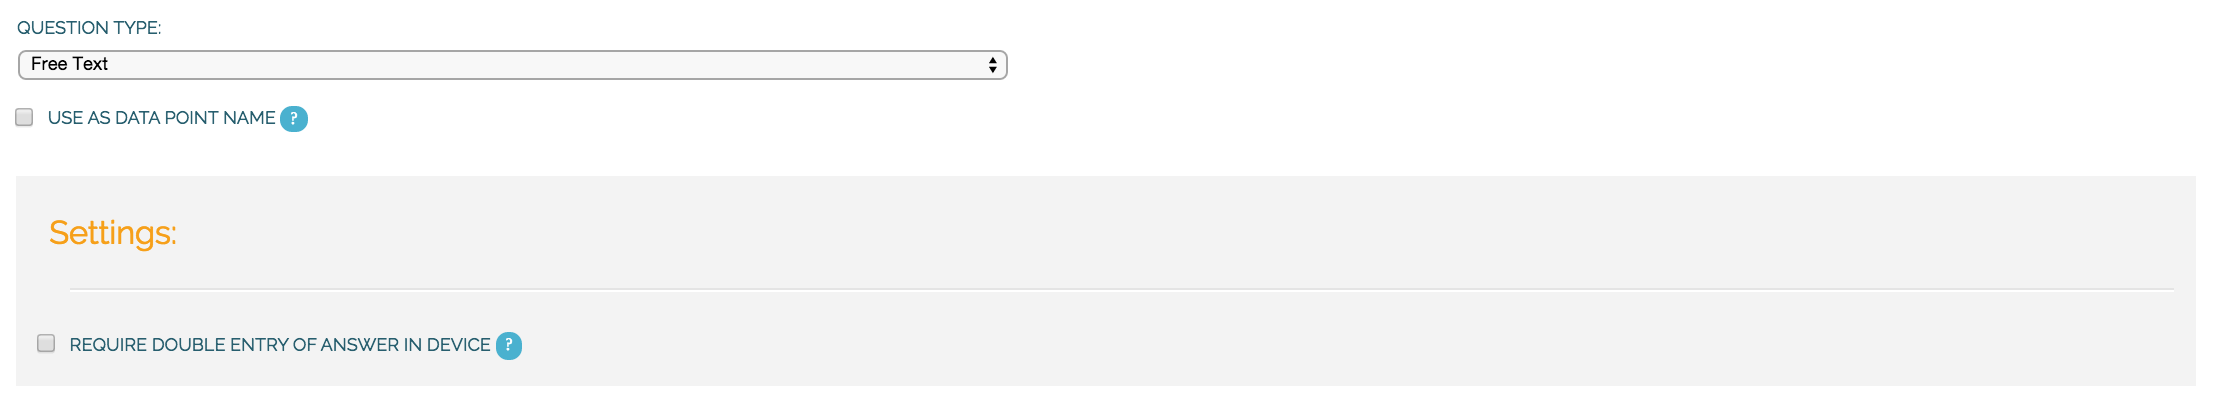 QUESTION TYPE:
Free Text
USE AS DATA POINT NAME ?
Settings:
REQUIRE DOUBLE ENTRY OF ANSWER IN DEVICE ?